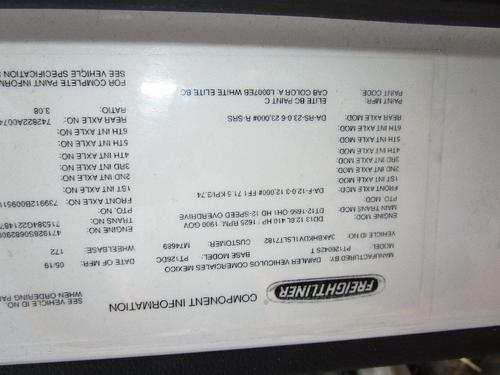 FREIGHTLINER
COMPONENT INFORMATION
MANUFACTURED BY: DAIMLER VEHICULOS COMERCIALES MEXICO
MODEL: PT126042S T BASE MODEL: PT126DC DATE OF MFR: 05/19
VEHICLE ID NO: CUSTOMER: WHEELBASE: 172
ENGINE MOD: DD13 12.8L 410 HP @ 1625 RPM, 1900 GOV ENGINE NO:
MAIN TRANS MOD: DT12-1656-OH1 HD1 12-SPEED OVERDRIVE TRANS NO:
PTO MOD: PTO NO:
FRONT AXLE MOD: DA-F-12.0-3 12,000# FF1 71.5 KPI/3.74 FRONT AXLE NO:
1ST INT AXLE MOD: 1ST INT AXLE NO:
2ND INT AXLE MOD: 2ND INT AXLE NO:
3RD INT AXLE MOD: 3RD INT AXLE NO:
4TH INT AXLE MOD: 4TH INT AXLE NO:
5TH INT AXLE MOD: 5TH INT AXLE NO:
6TH INT AXLE MOD: 6TH INT AXLE NO:
REAR AXLE MOD: DA-RS-23.0-6 23,000# R-SRS REAR AXLE NO:
RATIO: 3.08
PAINT MFR: ELITE BC PAINT C
PAINT CODE: CAB COLOR A: L0007EB WHITE ELITE BC
SEE VEHICLE ID NO.
WHEN ORDERING
FOR COMPLETE PAINT
SEE VEHICLE SPECIFICATION